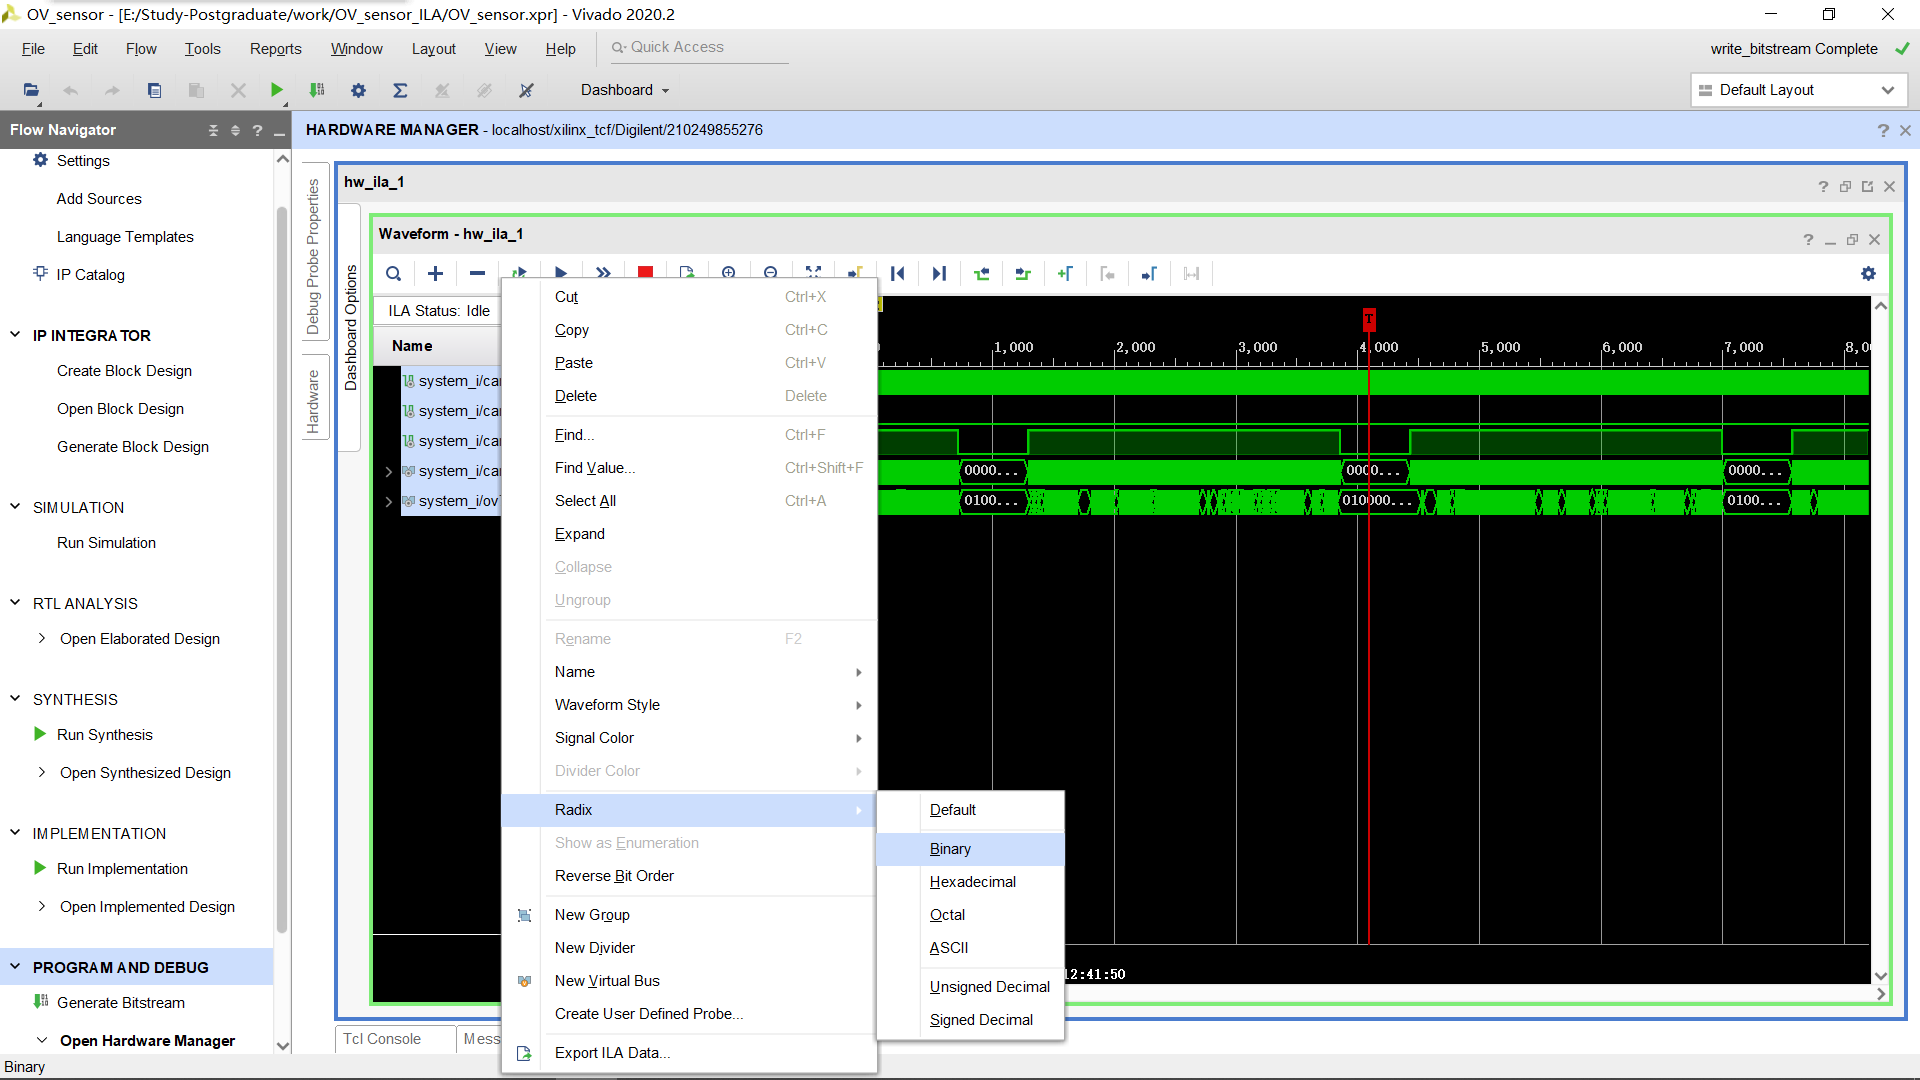 OV_sensor - [E:/Study-Postgraduate/work/OV_sensor_ILA/OV_sensor.xpr] - Vivado 2020.2
File Edit Flow Tools Reports Window Layout View Help Quick Access write_bitstream Complete
Dashboard Default Layout
Flow Navigator
HARDWARE MANAGER - localhost/xilinx_tcf/Digilent/210249855276
Settings
Add Sources
Language Templates
IP Catalog
IP INTEGRATOR
Create Block Design
Open Block Design
Generate Block Design
SIMULATION
Run Simulation
RTL ANALYSIS
Open Elaborated Design
SYNTHESIS
Run Synthesis
Open Synthesized Design
IMPLEMENTATION
Run Implementation
Open Implemented Design
PROGRAM AND DEBUG
Generate Bitstream
Open Hardware Manager
Debug Probe Properties
Hardware
Dashboard Options
hw_ila_1
Waveform - hw_ila_1
ILA Status: Idle
Name
system_i/ca
system_i/ca
system_i/ca
system_i/ca
system_i/ov
T
1,000 2,000 3,000 4,000 5,000 6,000 7,000 8,0
0000... 0000... 0000...
0100... 010000... 0100...
12:41:50
Cut Ctrl+X
Copy Ctrl+C
Paste Ctrl+V
Delete Delete
Find... Ctrl+F
Find Value... Ctrl+Shift+F
Select All Ctrl+A
Expand
Collapse
Ungroup
Rename F2
Name
Waveform Style
Signal Color
Divider Color
Radix
Show as Enumeration
Reverse Bit Order
New Group
New Divider
New Virtual Bus
Create User Defined Probe...
Export ILA Data...
Default
Binary
Hexadecimal
Octal
ASCII
Unsigned Decimal
Signed Decimal
Tcl Console Mess
Binary